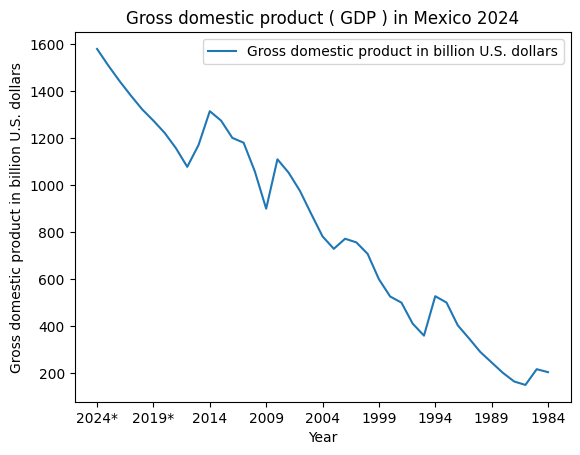 Gross domestic product ( GDP ) in Mexico 2024
Gross domestic product in billion U.S. dollars
Gross domestic product in billion U.S. dollars
1600
1400
1200
1000
800
600
400
200
2024* 2019* 2014 2009 2004 1999 1994 1989 1984
Year